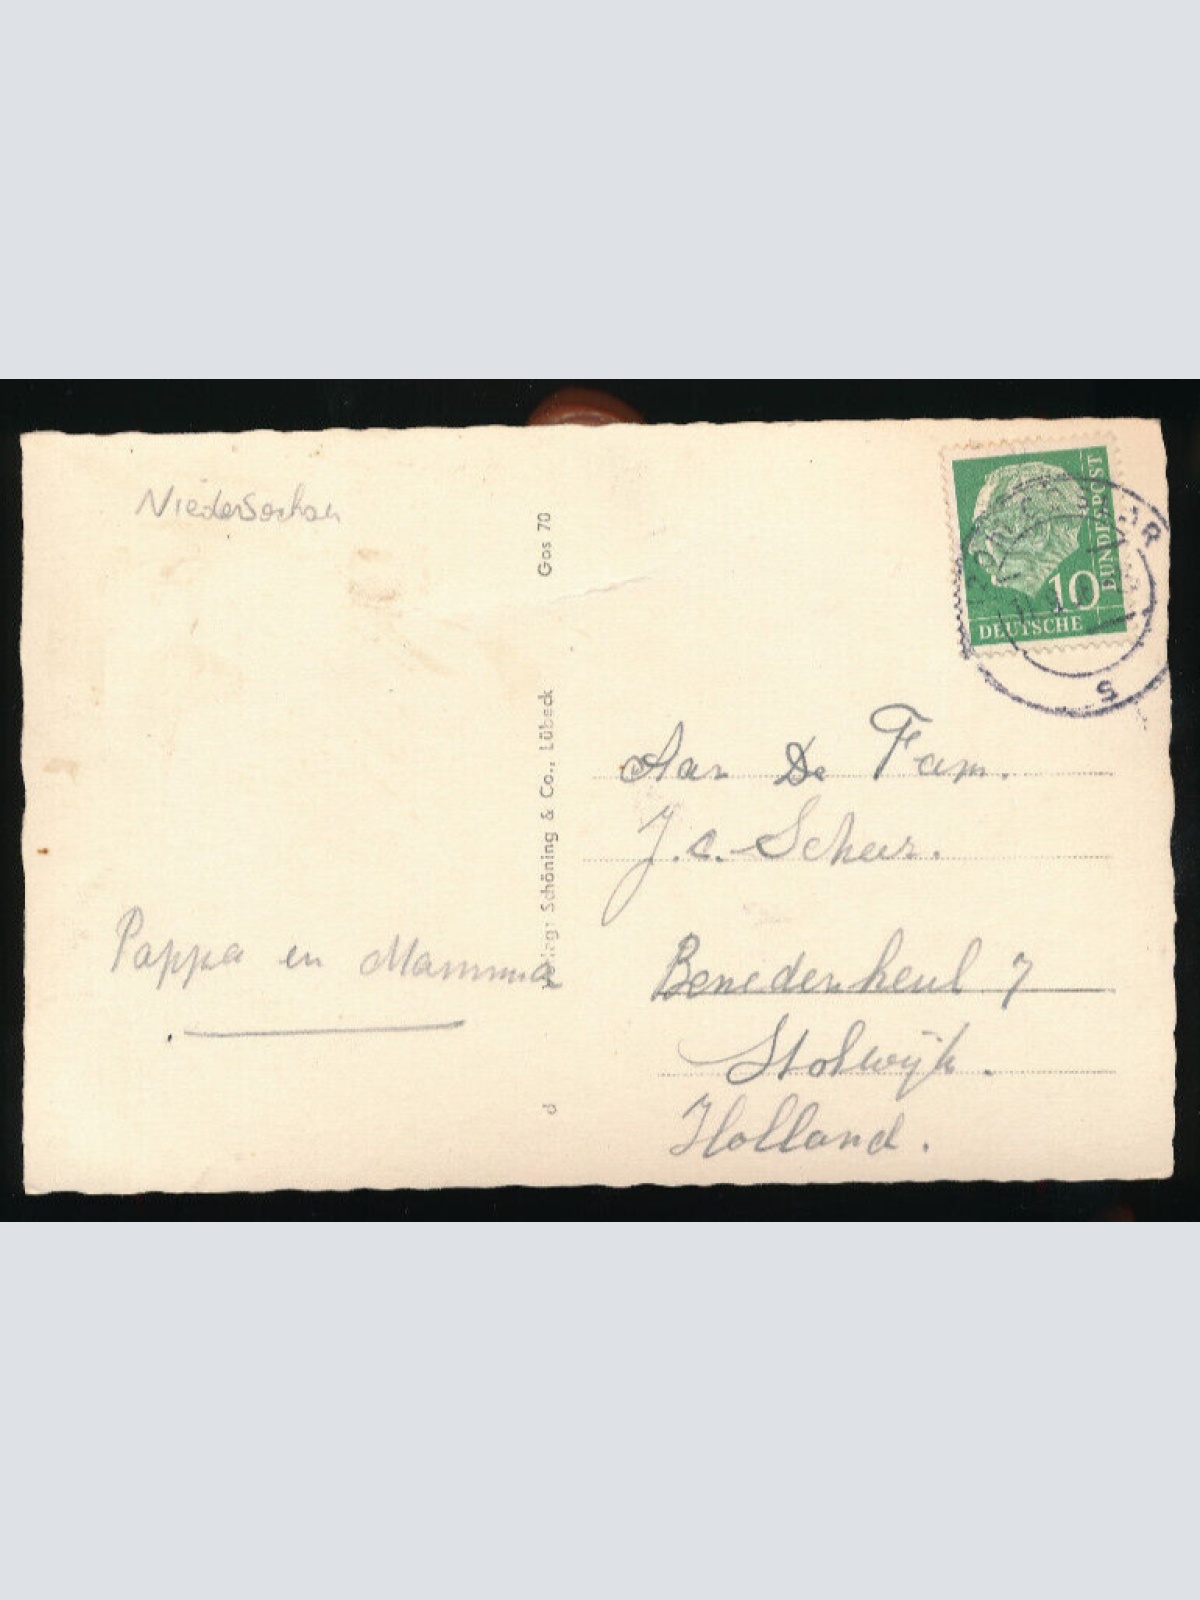 Gos 70
Verlag: Schöning & Co., Lübeck
d
DEUTSCHE
BUNDESPOST
10
s
Aan De Fam.
J.C. Scheer.
Benedenheul 7
Stolwijk.
Holland.
Pappa en Mamma